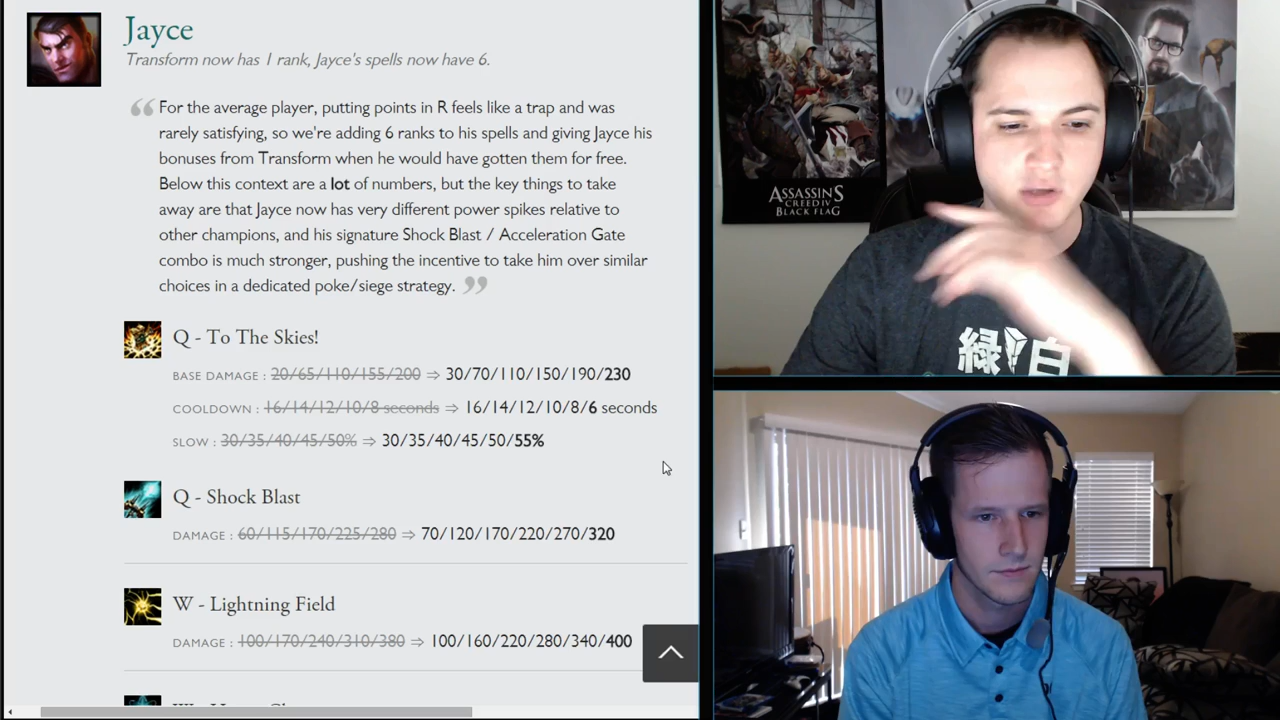 Jayce
Transform now has 1 rank, Jayce's spells now have 6.
“ For the average player, putting points in R feels like a trap and was
rarely satisfying, so we're adding 6 ranks to his spells and giving Jayce his
bonuses from Transform when he would have gotten them for free.
Below this context are a lot of numbers, but the key things to take
away are that Jayce now has very different power spikes relative to
other champions, and his signature Shock Blast / Acceleration Gate
combo is much stronger, pushing the incentive to take him over similar
choices in a dedicated poke/siege strategy. ”
Q - To The Skies!
BASE DAMAGE : 20/65/110/155/200 ⇒ 30/70/110/150/190/230
COOLDOWN : 16/14/12/10/8 seconds ⇒ 16/14/12/10/8/6 seconds
SLOW : 30/35/40/45/50% ⇒ 30/35/40/45/50/55%
Q - Shock Blast
DAMAGE : 60/115/170/225/280 ⇒ 70/120/170/220/270/320
W - Lightning Field
DAMAGE : 100/170/240/310/380 ⇒ 100/160/220/280/340/400
ASSASSIN'S
CREED IV
BLACK FLAG
緑 白